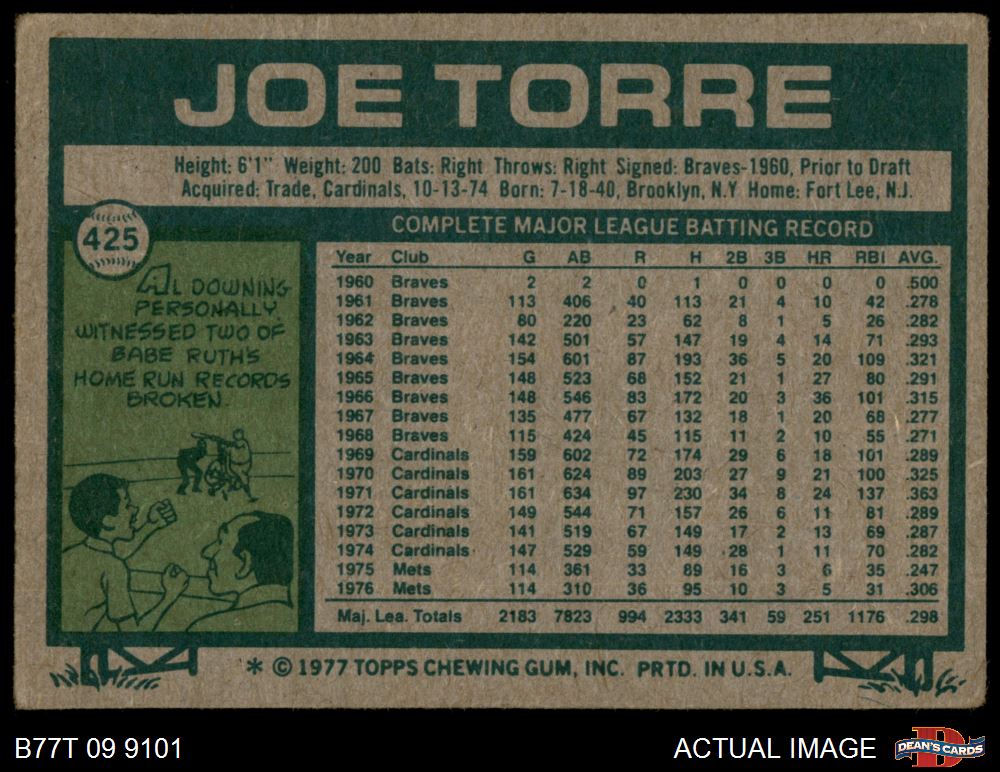 JOE TORRE
Height: 6'1" Weight: 200 Bats: Right Throws: Right Signed: Braves-1960, Prior to Draft
Acquired: Trade, Cardinals, 10-13-74 Born: 7-18-40, Brooklyn, N.Y. Home: Fort Lee, N.J.
425
AL DOWNING
PERSONALLY
WITNESSED TWO OF
BABE RUTH'S
HOME RUN RECORDS
BROKEN.
COMPLETE MAJOR LEAGUE BATTING RECORD
Year Club G AB R H 2B 3B HR RBI AVG.
1960 Braves 2 2 0 1 0 0 0 0 .500
1961 Braves 113 406 40 113 21 4 10 42 .278
1962 Braves 80 220 23 62 8 1 5 26 .282
1963 Braves 142 501 57 147 19 4 14 71 .293
1964 Braves 154 601 87 193 36 5 20 109 .321
1965 Braves 148 523 68 152 21 1 27 80 .291
1966 Braves 148 546 83 172 20 3 36 101 .315
1967 Braves 135 477 67 132 18 1 20 68 .277
1968 Braves 115 424 45 115 11 2 10 55 .271
1969 Cardinals 159 602 72 174 29 6 18 101 .289
1970 Cardinals 161 624 89 203 27 9 21 100 .325
1971 Cardinals 161 634 97 230 34 8 24 137 .363
1972 Cardinals 149 544 71 157 26 6 11 81 .289
1973 Cardinals 141 519 67 149 17 2 13 69 .287
1974 Cardinals 147 529 59 149 28 1 11 70 .282
1975 Mets 114 361 33 89 16 3 6 35 .247
1976 Mets 114 310 36 95 10 3 5 31 .306
Maj. Lea. Totals 2183 7823 994 2333 341 59 251 1176 .298
* © 1977 TOPPS CHEWING GUM, INC. PRTD. IN U.S.A.
B77T 09 9101
ACTUAL IMAGE
D
DEAN'S CARDS